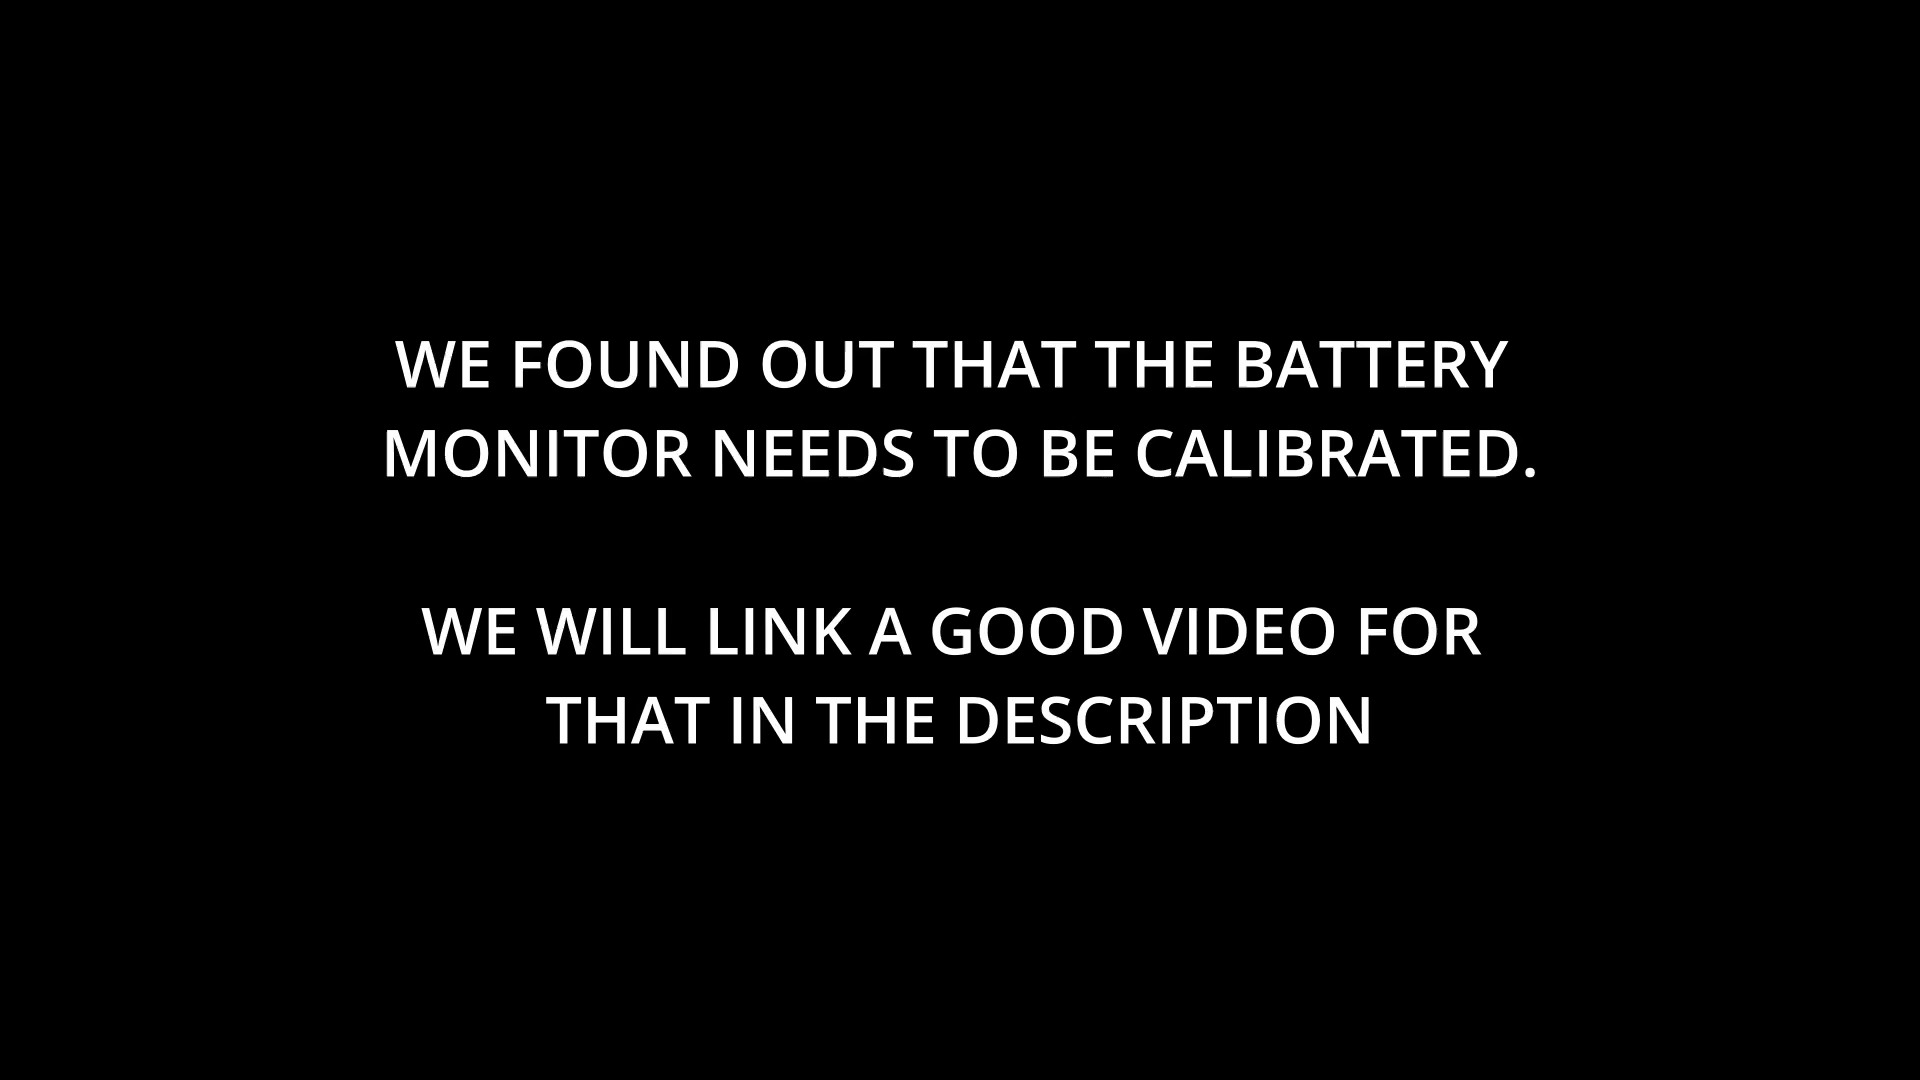 WE FOUND OUT THAT THE BATTERY
MONITOR NEEDS TO BE CALIBRATED.
WE WILL LINK A GOOD VIDEO FOR
THAT IN THE DESCRIPTION